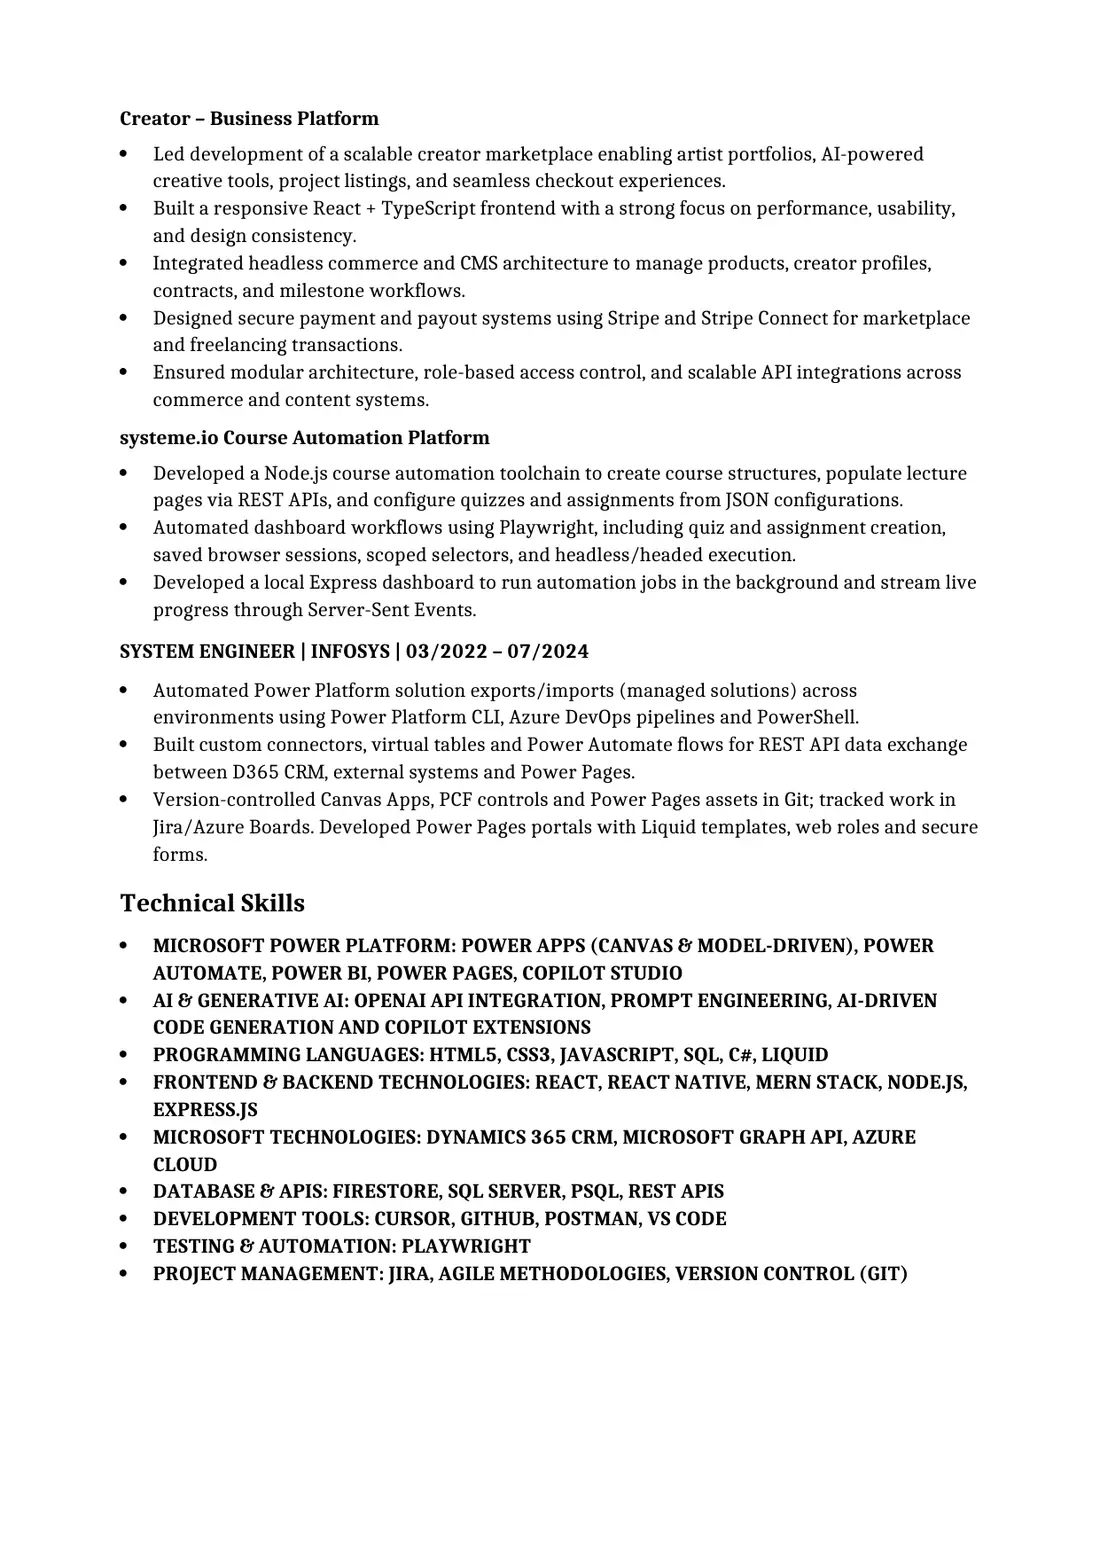 Creator – Business Platform
• Led development of a scalable creator marketplace enabling artist portfolios, AI-powered
creative tools, project listings, and seamless checkout experiences.
• Built a responsive React + TypeScript frontend with a strong focus on performance, usability,
and design consistency.
• Integrated headless commerce and CMS architecture to manage products, creator profiles,
contracts, and milestone workflows.
• Designed secure payment and payout systems using Stripe and Stripe Connect for marketplace
and freelancing transactions.
• Ensured modular architecture, role-based access control, and scalable API integrations across
commerce and content systems.
systeme.io Course Automation Platform
• Developed a Node.js course automation toolchain to create course structures, populate lecture
pages via REST APIs, and configure quizzes and assignments from JSON configurations.
• Automated dashboard workflows using Playwright, including quiz and assignment creation,
saved browser sessions, scoped selectors, and headless/headed execution.
• Developed a local Express dashboard to run automation jobs in the background and stream live
progress through Server-Sent Events.
SYSTEM ENGINEER | INFOSYS | 03/2022 – 07/2024
• Automated Power Platform solution exports/imports (managed solutions) across
environments using Power Platform CLI, Azure DevOps pipelines and PowerShell.
• Built custom connectors, virtual tables and Power Automate flows for REST API data exchange
between D365 CRM, external systems and Power Pages.
• Version-controlled Canvas Apps, PCF controls and Power Pages assets in Git; tracked work in
Jira/Azure Boards. Developed Power Pages portals with Liquid templates, web roles and secure
forms.
Technical Skills
• MICROSOFT POWER PLATFORM: POWER APPS (CANVAS & MODEL-DRIVEN), POWER
AUTOMATE, POWER BI, POWER PAGES, COPILOT STUDIO
• AI & GENERATIVE AI: OPENAI API INTEGRATION, PROMPT ENGINEERING, AI-DRIVEN
CODE GENERATION AND COPILOT EXTENSIONS
• PROGRAMMING LANGUAGES: HTML5, CSS3, JAVASCRIPT, SQL, C#, LIQUID
• FRONTEND & BACKEND TECHNOLOGIES: REACT, REACT NATIVE, MERN STACK, NODE.JS,
EXPRESS.JS
• MICROSOFT TECHNOLOGIES: DYNAMICS 365 CRM, MICROSOFT GRAPH API, AZURE
CLOUD
• DATABASE & APIS: FIRESTORE, SQL SERVER, PSQL, REST APIS
• DEVELOPMENT TOOLS: CURSOR, GITHUB, POSTMAN, VS CODE
• TESTING & AUTOMATION: PLAYWRIGHT
• PROJECT MANAGEMENT: JIRA, AGILE METHODOLOGIES, VERSION CONTROL (GIT)